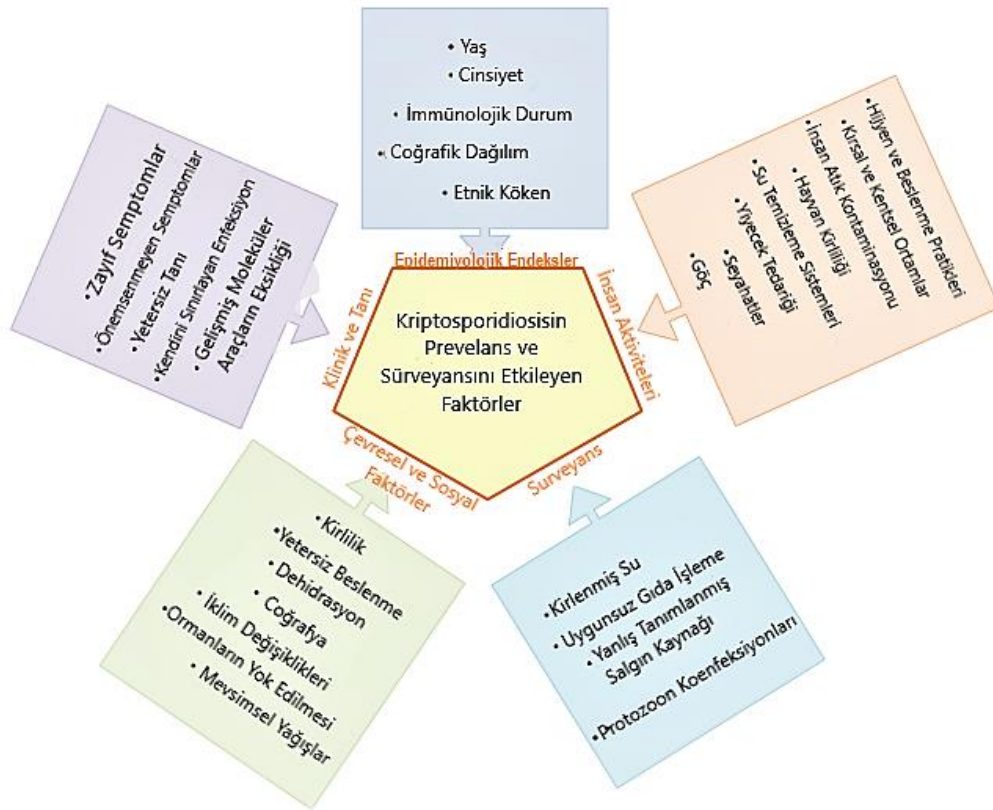 • Yaş
• Cinsiyet
• İmmünolojik Durum
• Coğrafik Dağılım
• Etnik Köken
Epidemiyolojik Endeksler
• Hijyen ve Beslenme Pratikleri
• Kırsal ve Kentsel Ortamlar
• İnsan Atık Kontaminasyonu
• Hayvan Kirliliği
• Su Temizleme Sistemleri
• Yiyecek Tedariği
• Seyahatler
• Göç
İnsan Aktiviteleri
• Kirlenmiş Su
• Uygunsuz Gıda İşleme
• Yanlış Tanımlanmış
Salgın Kaynağı
• Protozoon Koenfeksiyonları
Surveyans
• Kirlilik
• Yetersiz Beslenme
• Dehidrasyon
• Coğrafya
• İklim Değişiklikleri
• Ormanların Yok Edilmesi
• Mevsimsel Yağışlar
Çevresel ve Sosyal
Faktörler
• Zayıf Semptomlar
• Önemsenmeyen Semptomlar
• Yetersiz Tanı
• Kendini Sınırlayan Enfeksiyon
• Gelişmiş Moleküler
Araçların Eksikliği
Klinik ve Tanı
Kriptosporidiosisin
Prevelans ve
Sürveyansını Etkileyen
Faktörler